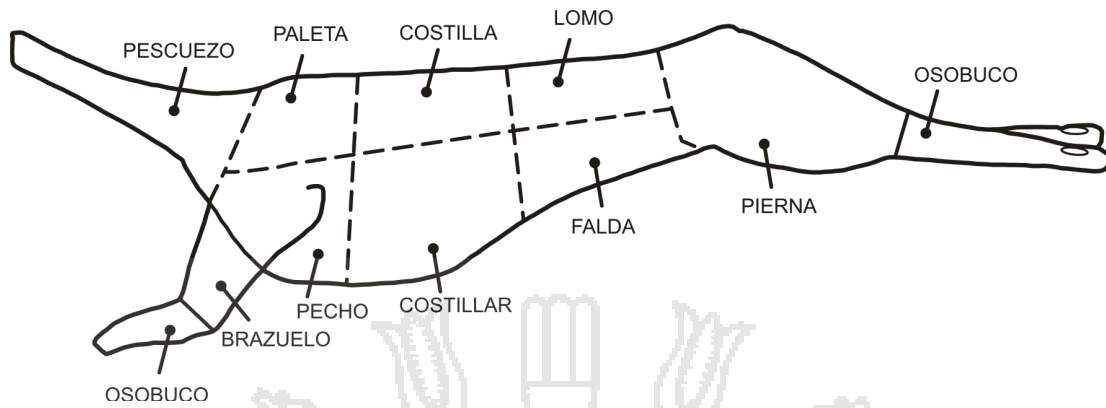 LOMO
COSTILLA
PALETA
PESCUEZO
OSOBUCO
PIERNA
FALDA
COSTILLAR
PECHO
BRAZUELO
OSOBUCO